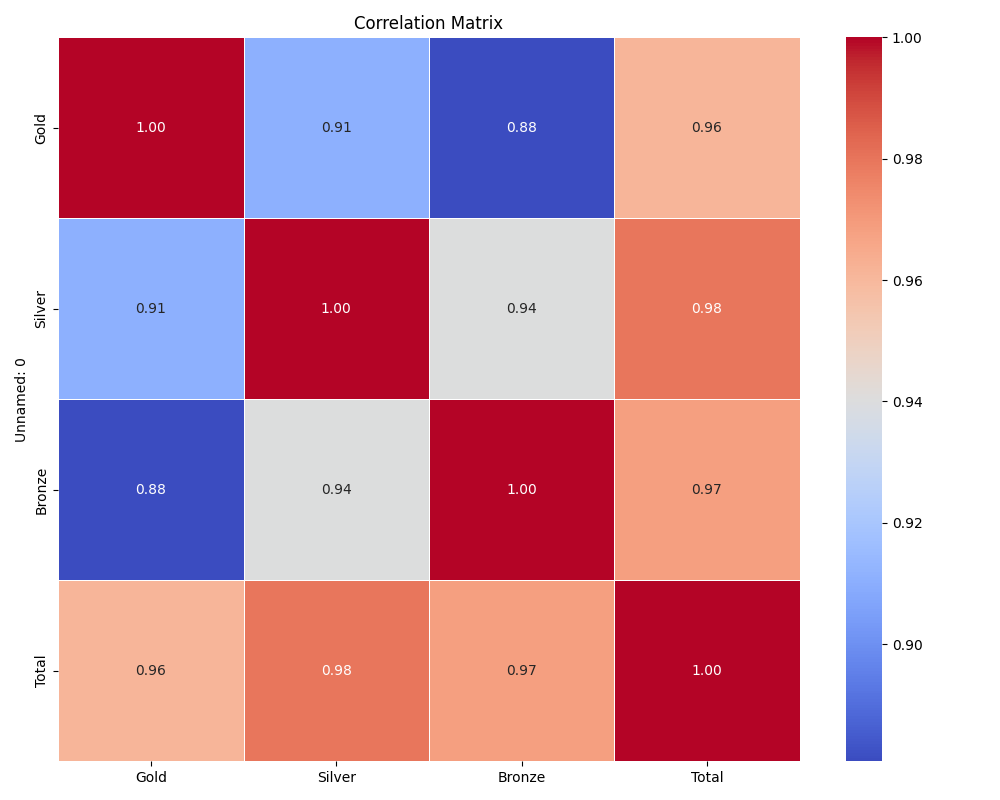 Correlation Matrix
Unnamed: 0
Gold 1.00 0.91 0.88 0.96
Silver 0.91 1.00 0.94 0.98
Bronze 0.88 0.94 1.00 0.97
Total 0.96 0.98 0.97 1.00
Gold Silver Bronze Total
1.00
0.98
0.96
0.94
0.92
0.90